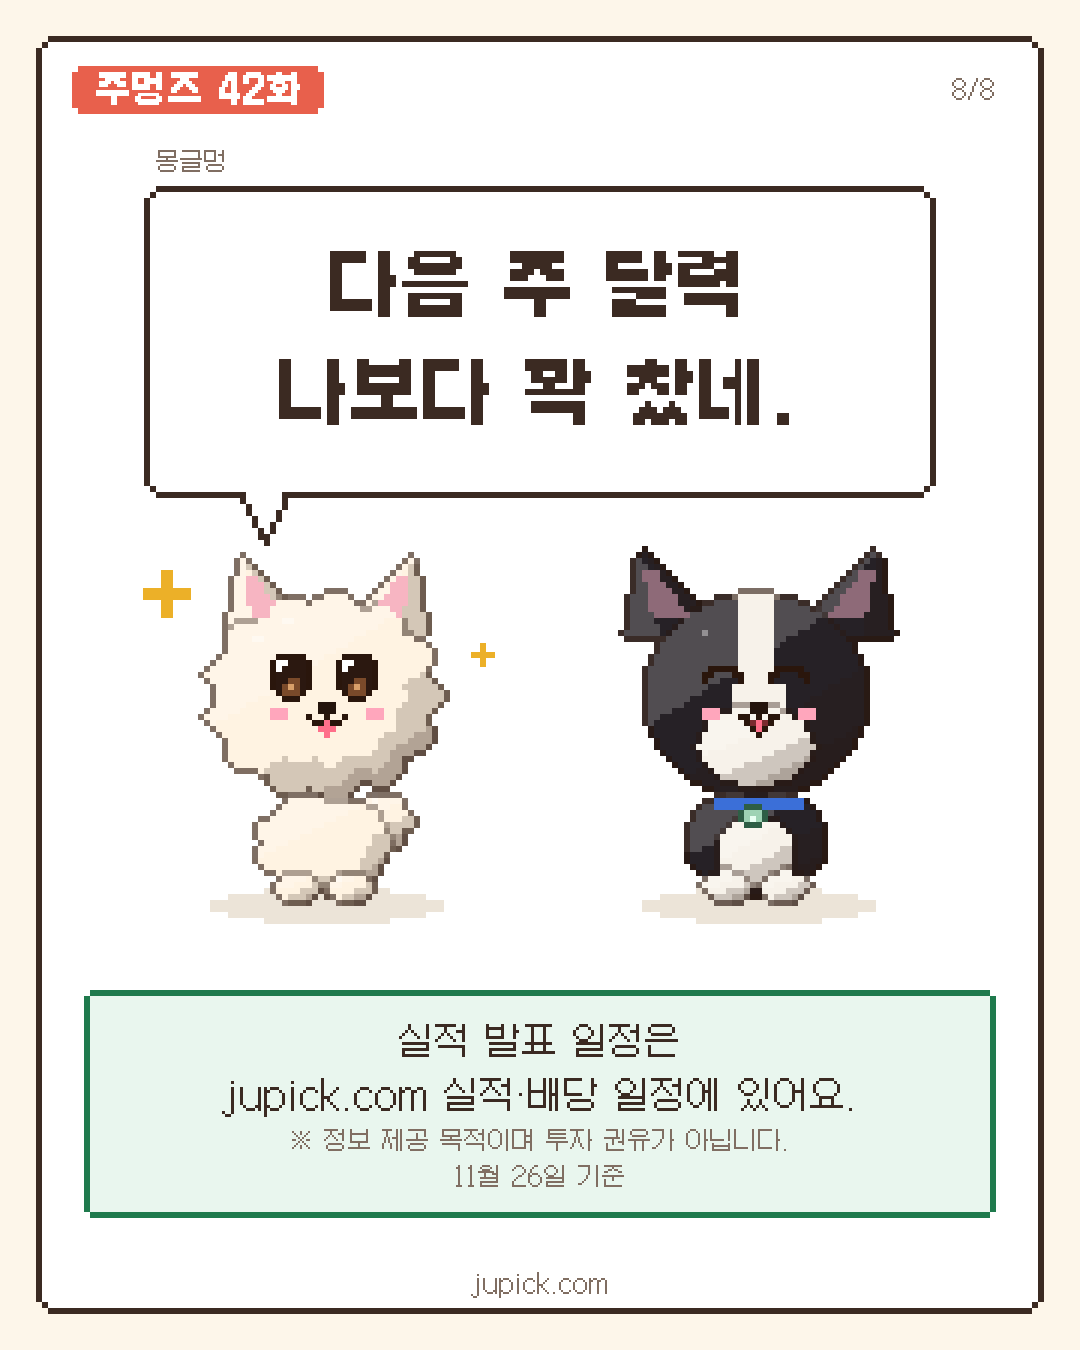 주멍즈 42화
8/8
몽글멍
다음 주 달력
나보다 꽉 찼네.
실적 발표 일정은
jupick.com 실적·배당 일정에 있어요.
※ 정보 제공 목적이며 투자 권유가 아닙니다.
11월 26일 기준
jupick.com